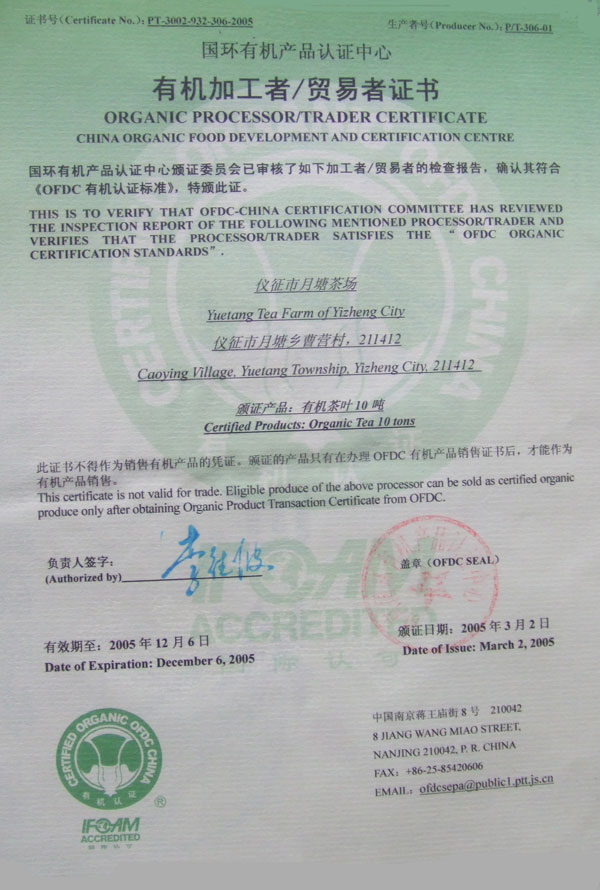 证书号（Certificate No.）：PT-3002-932-306-2005
生产者号（Producer No.）：P/T-306-01
国环有机产品认证中心
有机加工者/贸易者证书
ORGANIC PROCESSOR/TRADER CERTIFICATE
CHINA ORGANIC FOOD DEVELOPMENT AND CERTIFICATION CENTRE
国环有机产品认证中心颁证委员会已审核了如下加工者/贸易者的检查报告，确认其符合
《OFDC 有机认证标准》，特颁此证。
THIS IS TO VERIFY THAT OFDC-CHINA CERTIFICATION COMMITTEE HAS REVIEWED
THE INSPECTION REPORT OF THE FOLLOWING MENTIONED PROCESSOR/TRADER AND
VERIFIES THAT THE PROCESSOR/TRADER SATISFIES THE “ OFDC ORGANIC
CERTIFICATION STANDARDS”.
仪征市月塘茶场
Yuetang Tea Farm of Yizheng City
仪征市月塘乡曹营村，211412
Caoying Village, Yuetang Township, Yizheng City, 211412
颁证产品：有机茶叶 10 吨
Certified Products: Organic Tea 10 tons
此证书不得作为销售有机产品的凭证。颁证的产品只有在办理 OFDC 有机产品销售证书后，才能作为
有机产品销售。
This certificate is not valid for trade. Eligible produce of the above processor can be sold as certified organic
produce only after obtaining Organic Product Transaction Certificate from OFDC.
负责人签字：
(Authorized by)
盖章（OFDC SEAL）
IFOAM
ACCREDITED
国际认可
有效期至：2005 年 12 月 6 日
Date of Expiration: December 6, 2005
颁证日期：2005 年 3 月 2 日
Date of Issue: March 2, 2005
CERTIFIED ORGANIC OFDC CHINA
有机认证
®
IFOAM
ACCREDITED
国际认可
中国南京蒋王庙街 8 号 210042
8 JIANG WANG MIAO STREET,
NANJING 210042, P. R. CHINA
FAX：+86-25-85420606
EMAIL：ofdcsepa@public1.ptt.js.cn